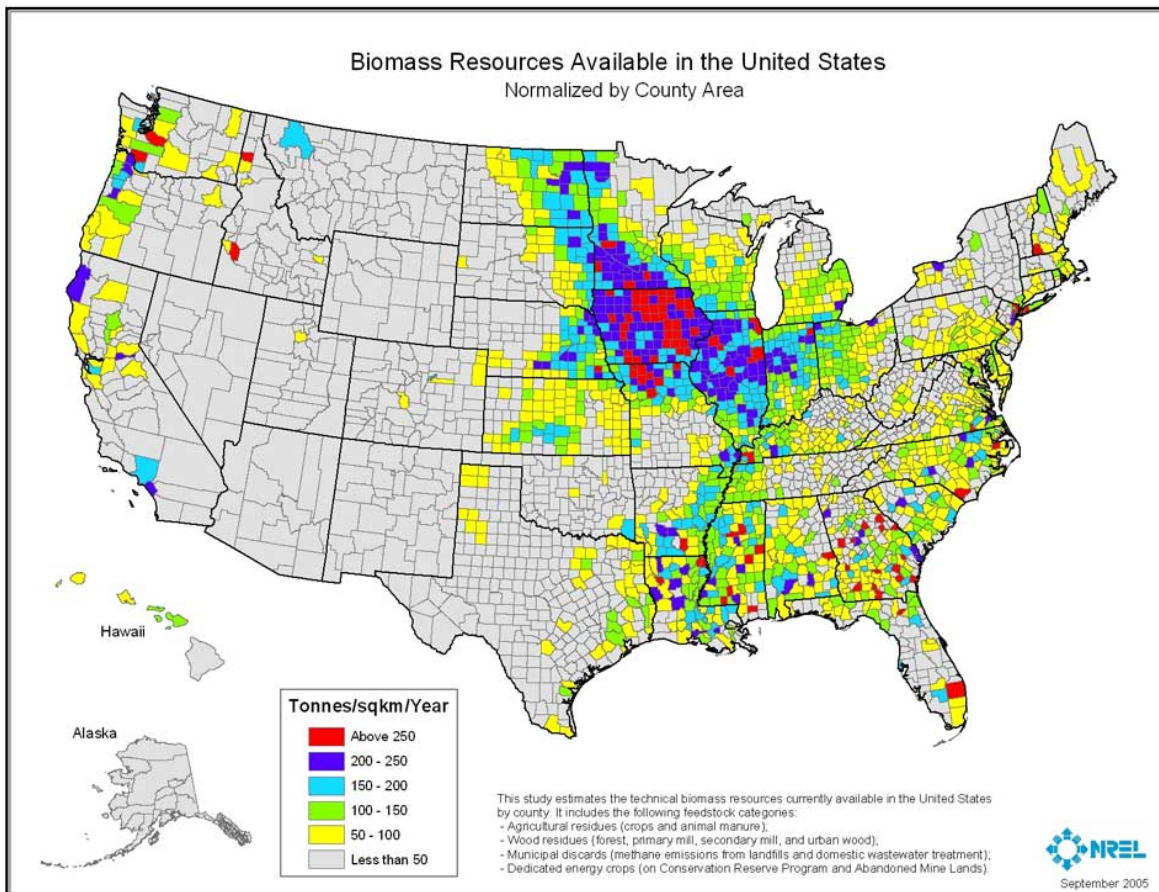 Biomass Resources Available in the United States
Normalized by County Area
Hawaii
Alaska
Tonnes/sqkm/Year
Above 250
200 - 250
150 - 200
100 - 150
50 - 100
Less than 50
This study estimates the technical biomass resources currently available in the United States
by county. It includes the following feedstock categories:
- Agricultural residues (crops and animal manure);
- Wood residues (forest, primary mill, secondary mill, and urban wood);
- Municipal discards (methane emissions from landfills and domestic wastewater treatment);
- Dedicated energy crops (on Conservation Reserve Program and Abandoned Mine Lands).
NREL
September 2005